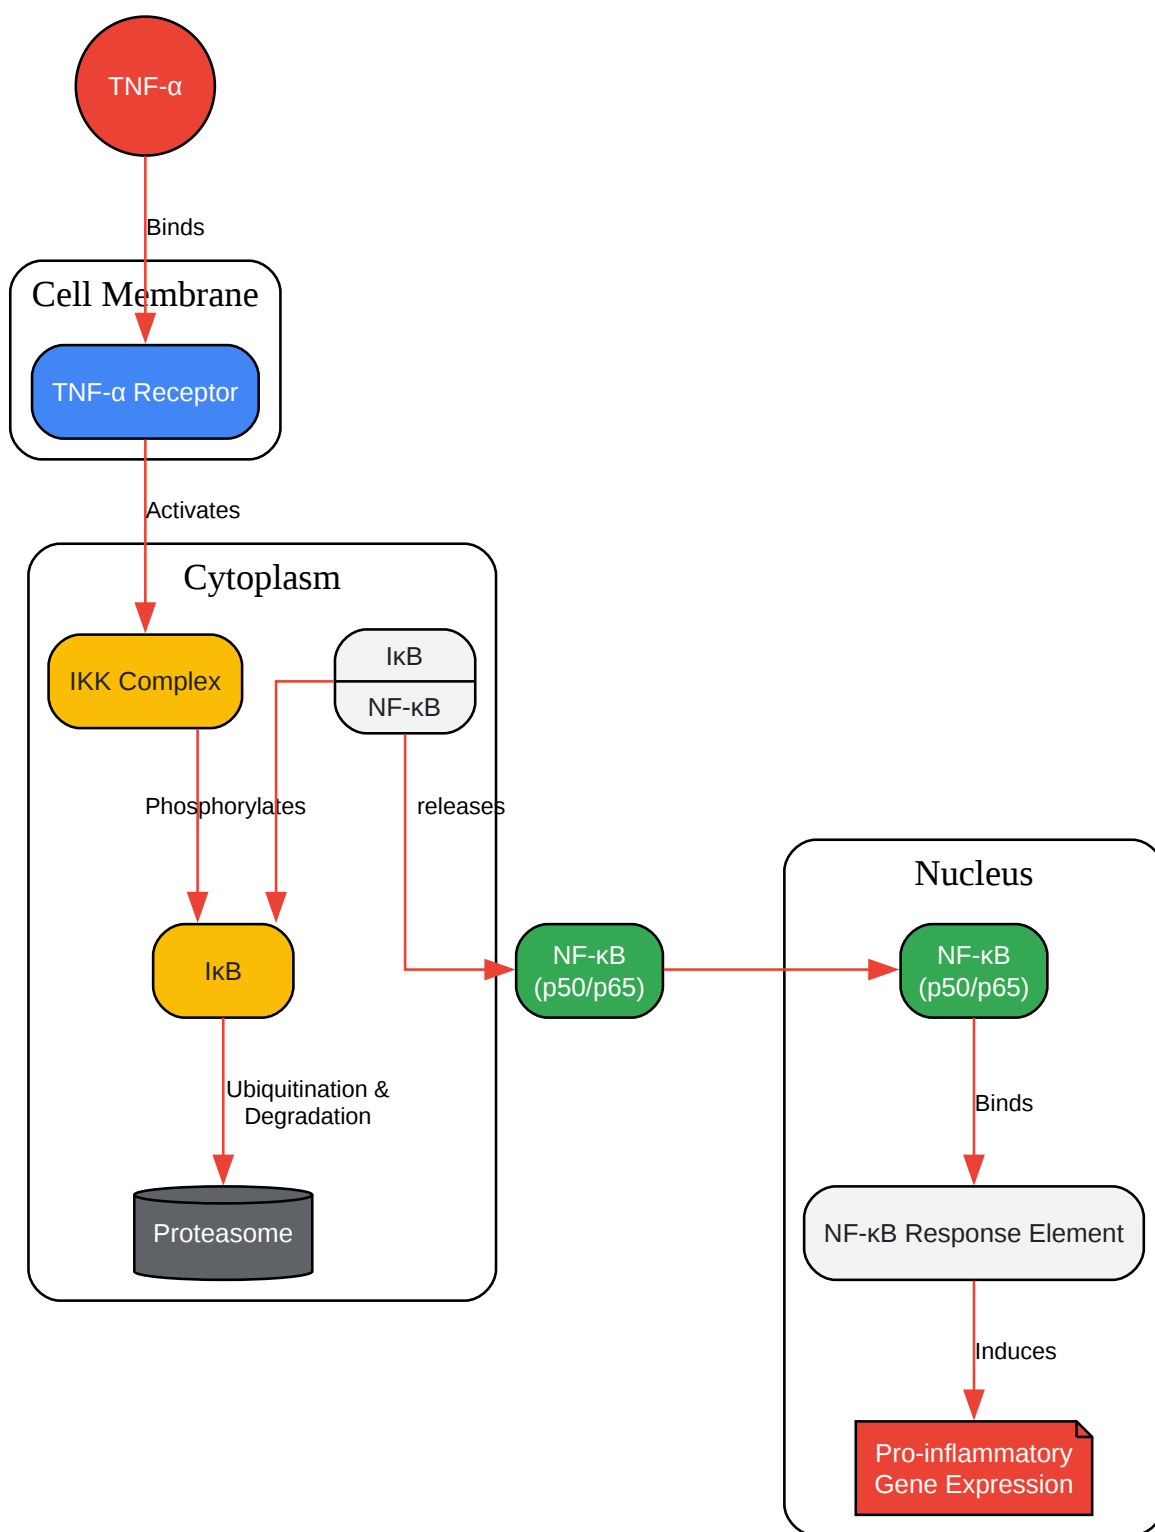 TNF-α
Binds
Cell Membrane
TNF-α Receptor
Activates
Cytoplasm
IKK Complex
IκB
NF-κB
Phosphorylates
releases
IκB
Ubiquitination &
Degradation
Proteasome
NF-κB
(p50/p65)
Nucleus
NF-κB
(p50/p65)
Binds
NF-κB Response Element
Induces
Pro-inflammatory
Gene Expression